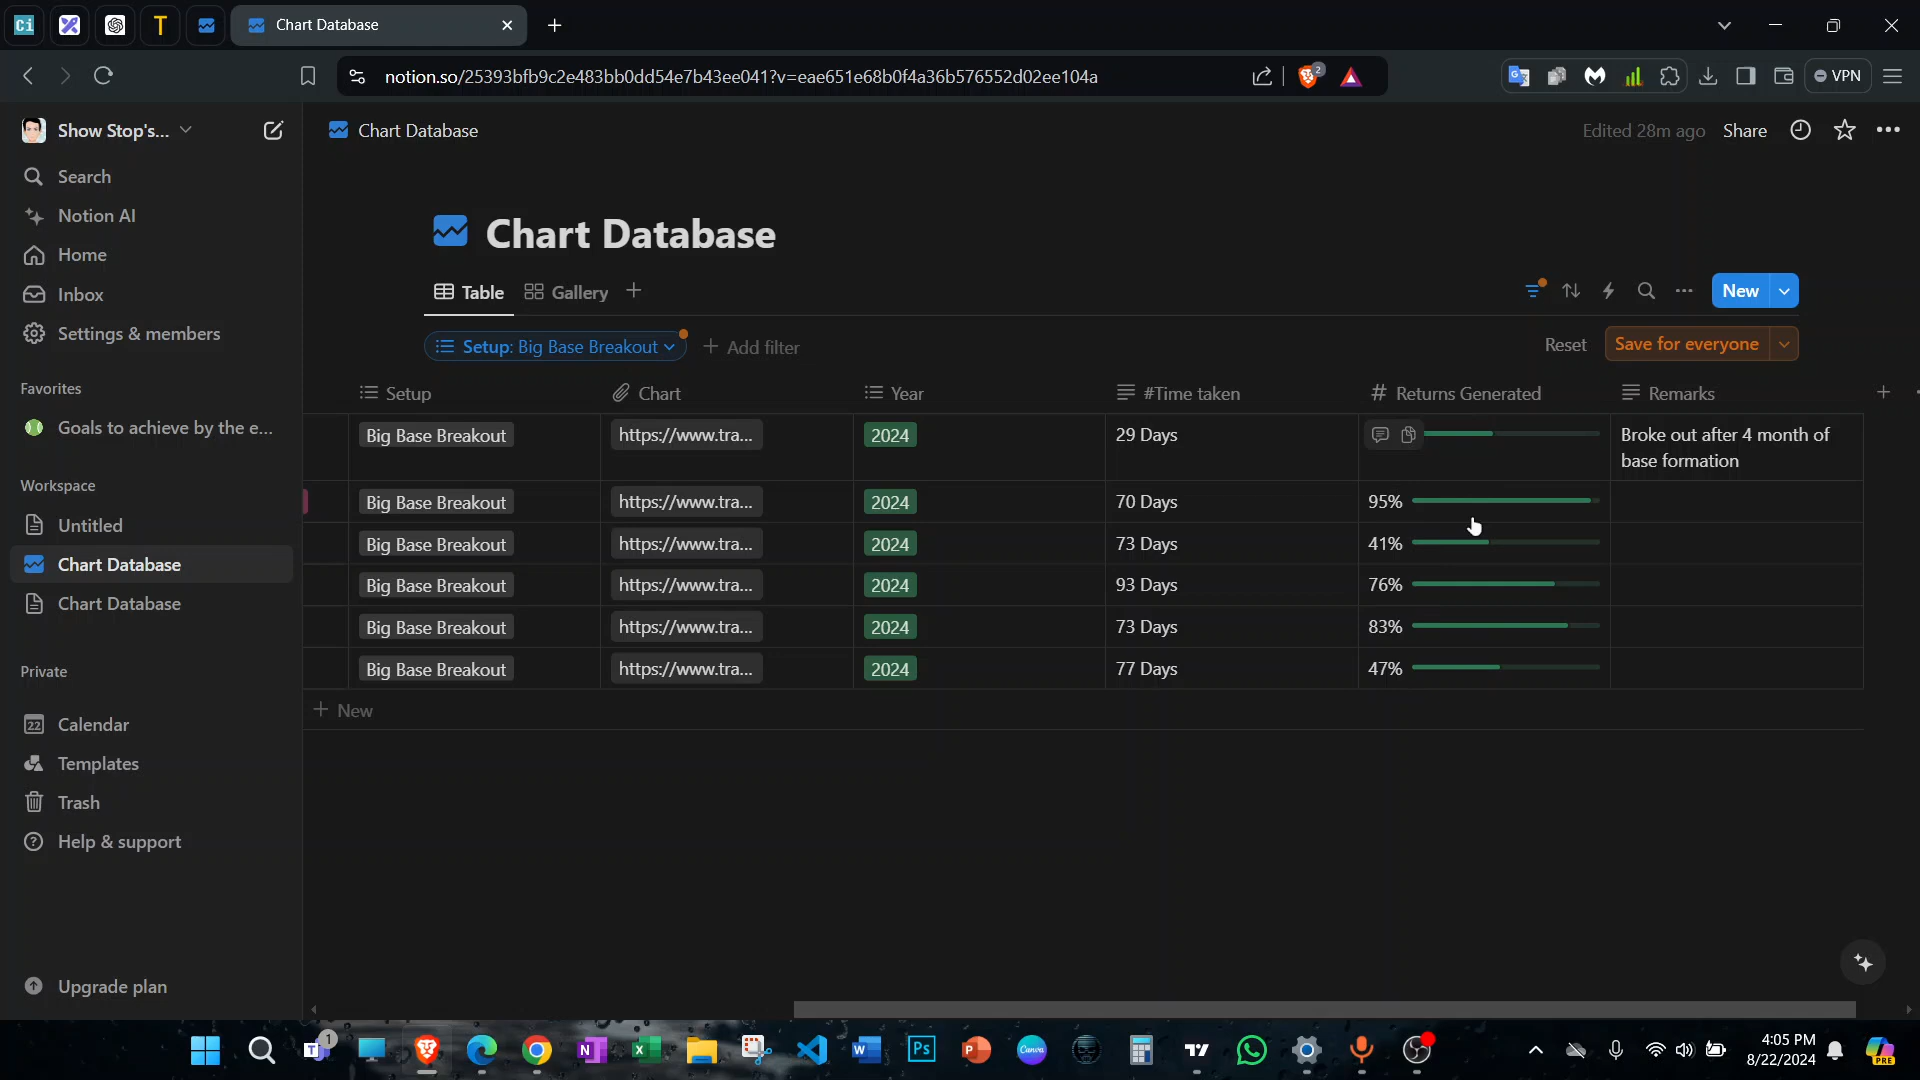 Ci
T
Chart Database
notion.so/25393bfb9c2e483bb0dd54e7b43ee041?v=eae651e68b0f4a36b576552d02ee104a
2
VPN
Show Stop's...
Chart Database
Edited 28m ago
Share
Search
Notion AI
Home
Inbox
Settings & members
Favorites
Goals to achieve by the e...
Workspace
Untitled
Chart Database
Chart Database
Private
22
Calendar
Templates
Trash
Help & support
Upgrade plan
Chart Database
Table
Gallery
New
Setup: Big Base Breakout
Add filter
Reset
Save for everyone
Setup
Chart
Year
#Time taken
# Returns Generated
Remarks
Big Base Breakout
https://www.tra...
2024
29 Days
Broke out after 4 month of
base formation
Big Base Breakout
https://www.tra...
2024
70 Days
95%
Big Base Breakout
https://www.tra...
2024
73 Days
41%
Big Base Breakout
https://www.tra...
2024
93 Days
76%
Big Base Breakout
https://www.tra...
2024
73 Days
83%
Big Base Breakout
https://www.tra...
2024
77 Days
47%
New
1
Ps
Canva
4:05 PM
8/22/2024
PRE